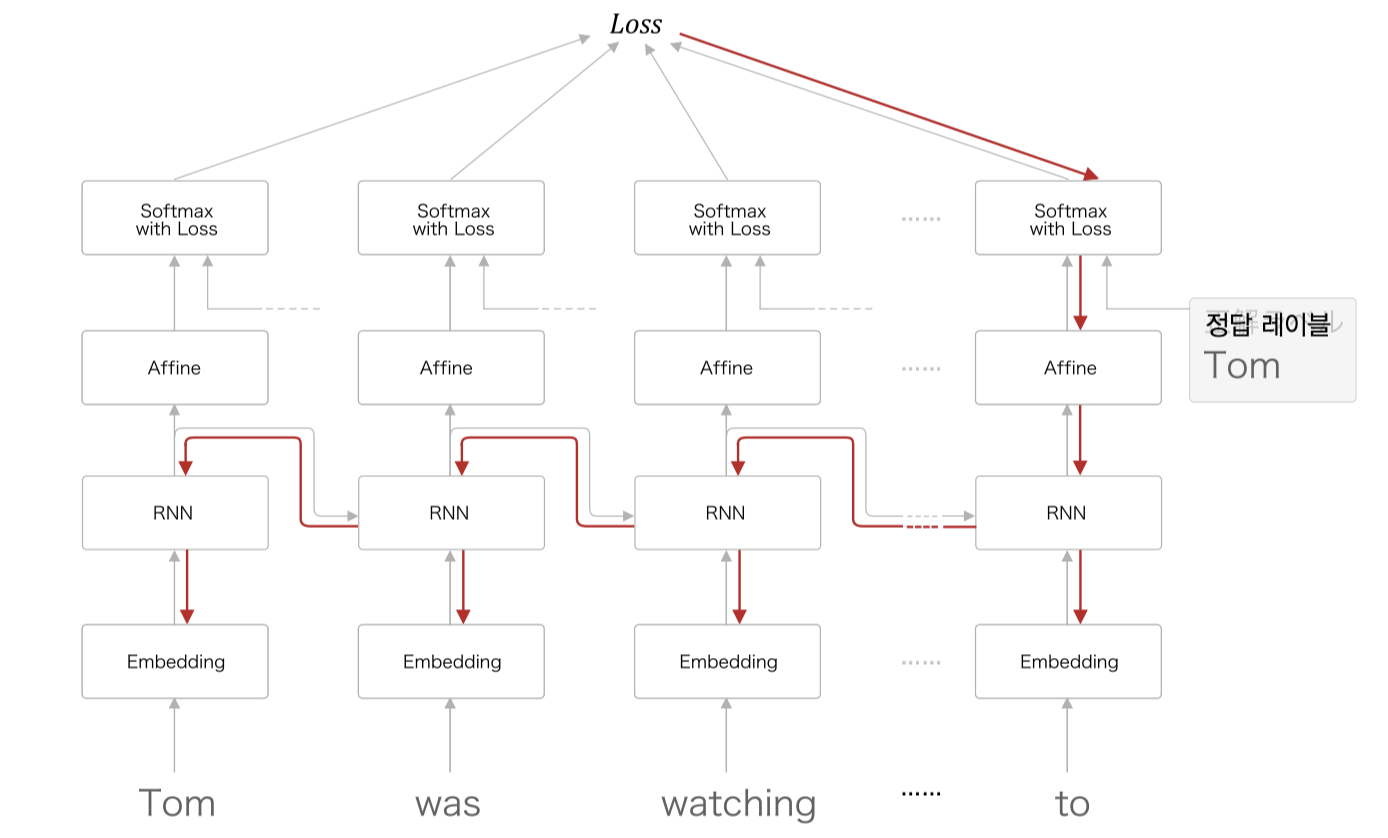 Loss
Softmax
with Loss
Softmax
with Loss
Softmax
with Loss
……
Softmax
with Loss
정답 레이블
Tom
Affine
Affine
Affine
……
Affine
RNN
RNN
RNN
RNN
Embedding
Embedding
Embedding
……
Embedding
Tom
was
watching
……
to